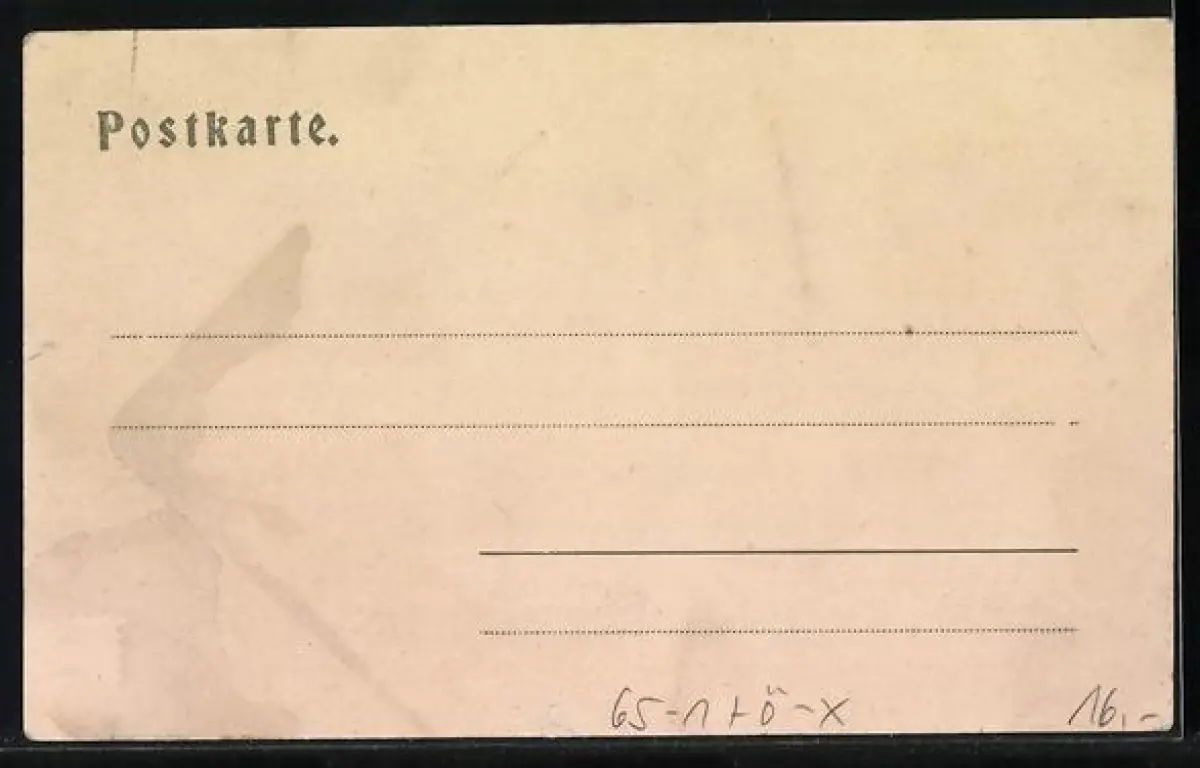 Postkarte.
65-1+ö-X
16,-